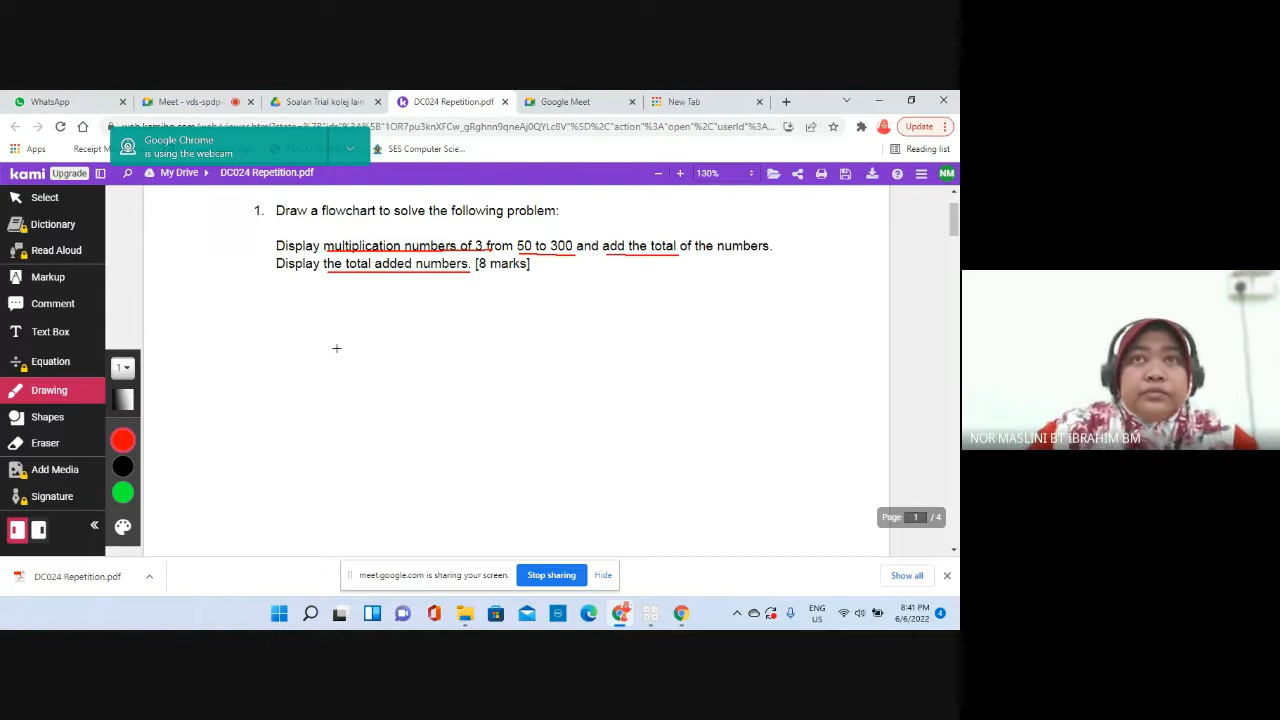 WhatsApp
Meet - vds-spdp-
Soalan Trial kolej lain
DC024 Repetition.pdf
Google Meet
New Tab
Update
Apps
Receipt
SES Computer Scie...
Reading list
Google Chrome
is using the webcam
kami
Upgrade
My Drive
DC024 Repetition.pdf
130%
NM
Select
Dictionary
Read Aloud
Markup
Comment
Text Box
Equation
Drawing
Shapes
Eraser
Add Media
Signature
1
1. Draw a flowchart to solve the following problem:
Display multiplication numbers of 3 from 50 to 300 and add the total of the numbers.
Display the total added numbers. [8 marks]
Page 1 / 4
NOR MASLINI BT IBRAHIM BM
DC024 Repetition.pdf
meet.google.com is sharing your screen.
Stop sharing
Hide
Show all
ENG
US
8:41 PM
6/6/2022
4